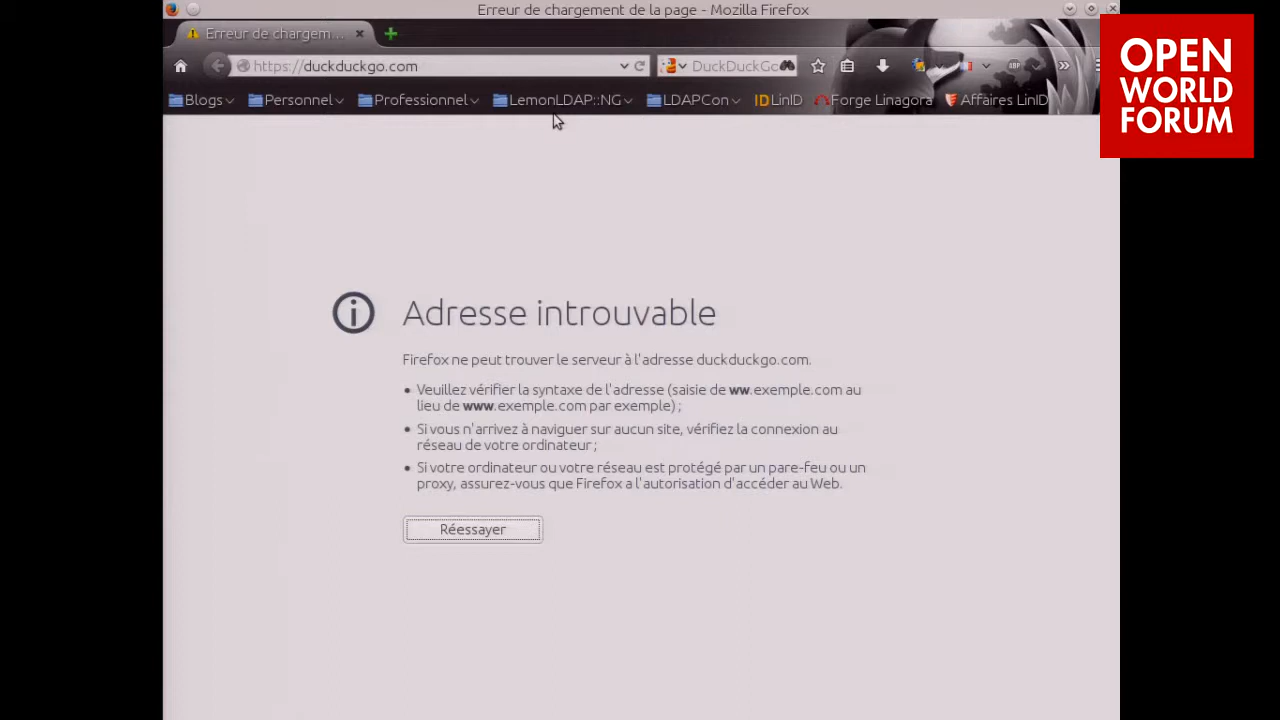 Erreur de chargement de la page - Mozilla Firefox
Erreur de chargem...
https://duckduckgo.com
DuckDuckGo
Blogs
Personnel
Professionnel
LemonLDAP::NG
LDAPCon
LinID
Forge Linagora
Affaires LinID
OPEN
WORLD
FORUM
Adresse introuvable
Firefox ne peut trouver le serveur à l'adresse duckduckgo.com.
• Veuillez vérifier la syntaxe de l'adresse (saisie de ww.exemple.com au
lieu de www.exemple.com par exemple) ;
• Si vous n'arrivez à naviguer sur aucun site, vérifiez la connexion au
réseau de votre ordinateur ;
• Si votre ordinateur ou votre réseau est protégé par un pare-feu ou un
proxy, assurez-vous que Firefox a l'autorisation d'accéder au Web.
Réessayer